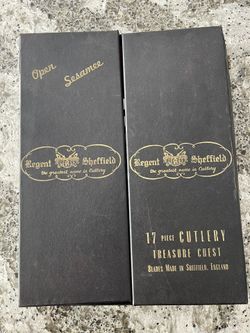 Open
Sesamee
Regent Sheffield
the greatest name in Cutlery
Regent Sheffield
the greatest name in Cutlery
17 PIECE CUTLERY
TREASURE CHEST
BLADES MADE IN SHEFFIELD, ENGLAND